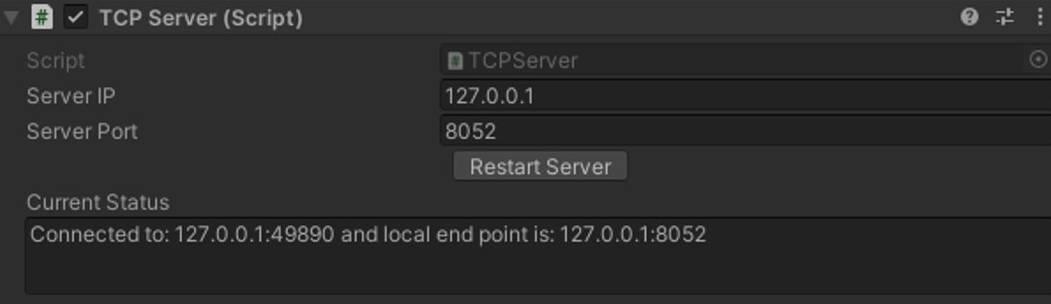 TCP Server (Script)
Script TCPServer
Server IP 127.0.0.1
Server Port 8052
Restart Server
Current Status
Connected to: 127.0.0.1:49890 and local end point is: 127.0.0.1:8052